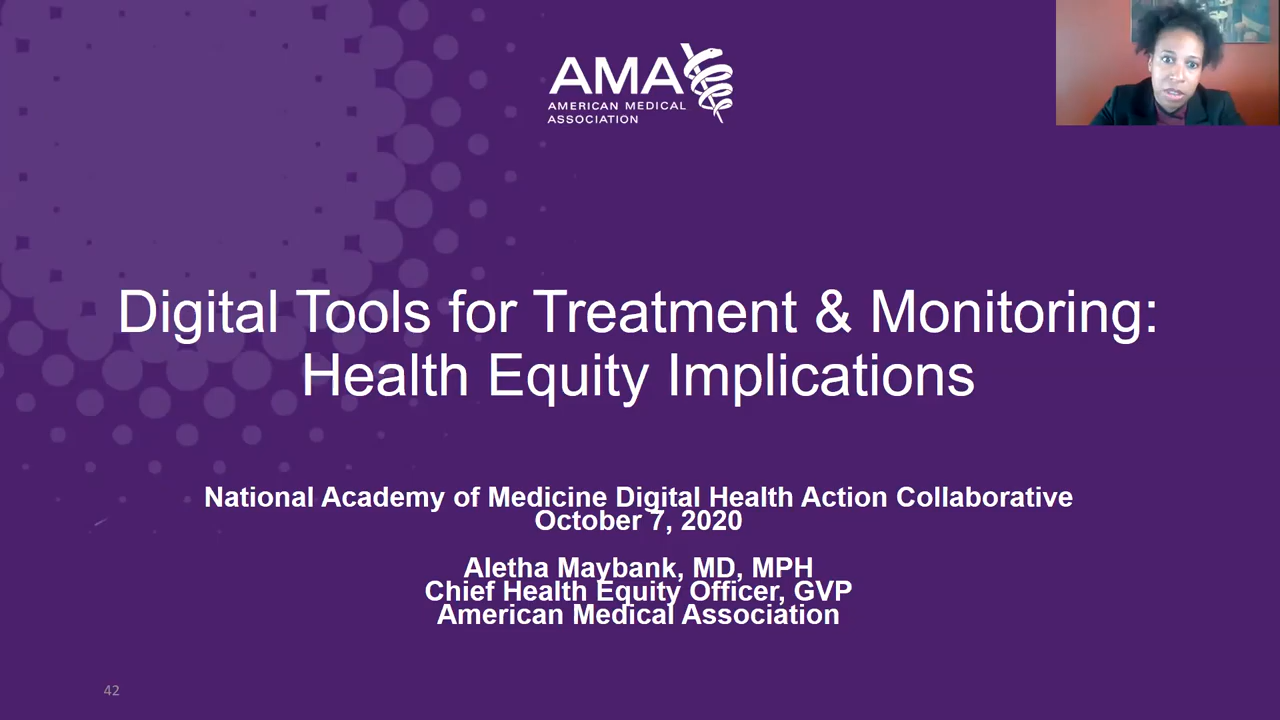 AMA
AMERICAN MEDICAL
ASSOCIATION
Digital Tools for Treatment & Monitoring:
Health Equity Implications
National Academy of Medicine Digital Health Action Collaborative
October 7, 2020
Aletha Maybank, MD, MPH
Chief Health Equity Officer, GVP
American Medical Association
42